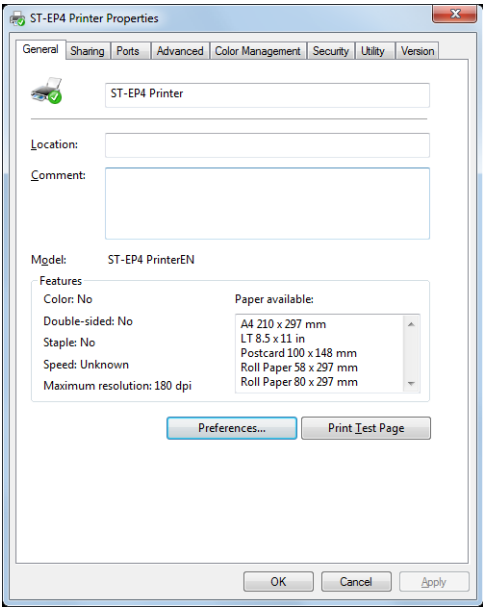 ST-EP4 Printer Properties
General Sharing Ports Advanced Color Management Security Utility Version
ST-EP4 Printer
Location:
Comment:
Model: ST-EP4 PrinterEN
Features
Color: No Paper available:
Double-sided: No
Staple: No
Speed: Unknown
Maximum resolution: 180 dpi
A4 210 x 297 mm
LT 8.5 x 11 in
Postcard 100 x 148 mm
Roll Paper 58 x 297 mm
Roll Paper 80 x 297 mm
Preferences... Print Test Page
OK Cancel Apply